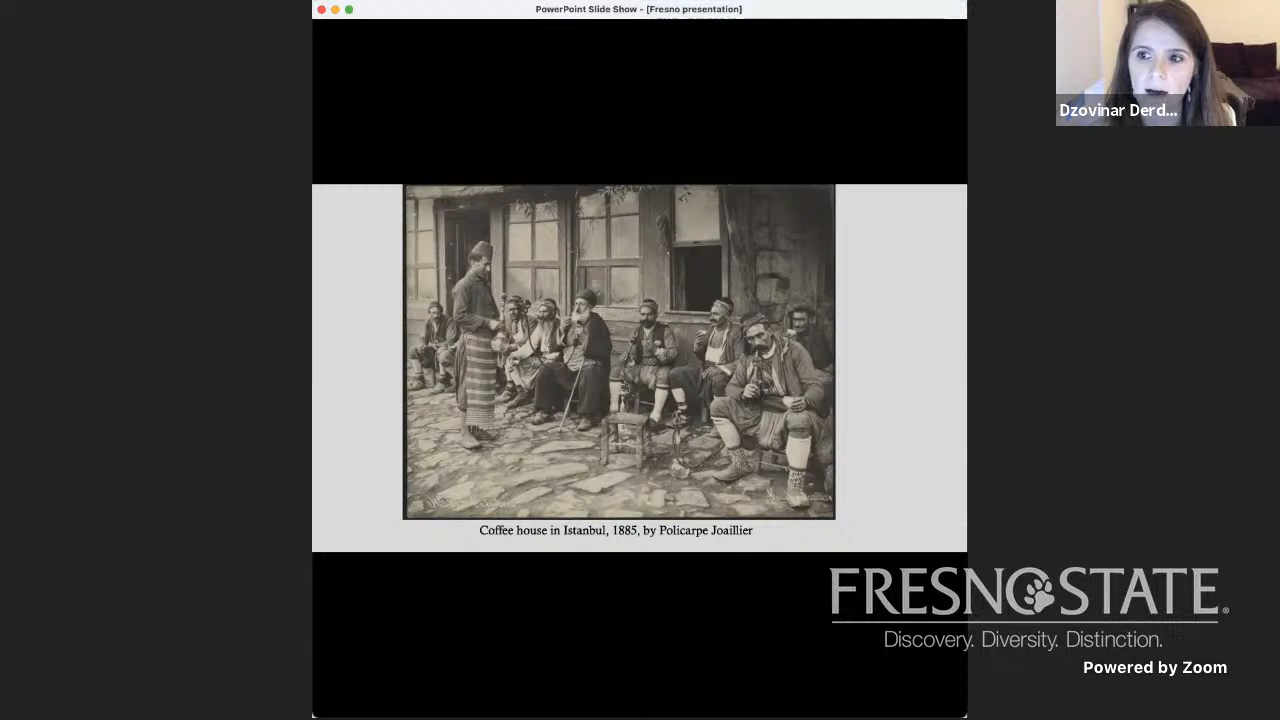 PowerPoint Slide Show - [Fresno presentation]
Dzovinar Derd...
Coffee house in Istanbul, 1885, by Policarpe Joaillier
FRESNO STATE®
Discovery. Diversity. Distinction.
Powered by Zoom